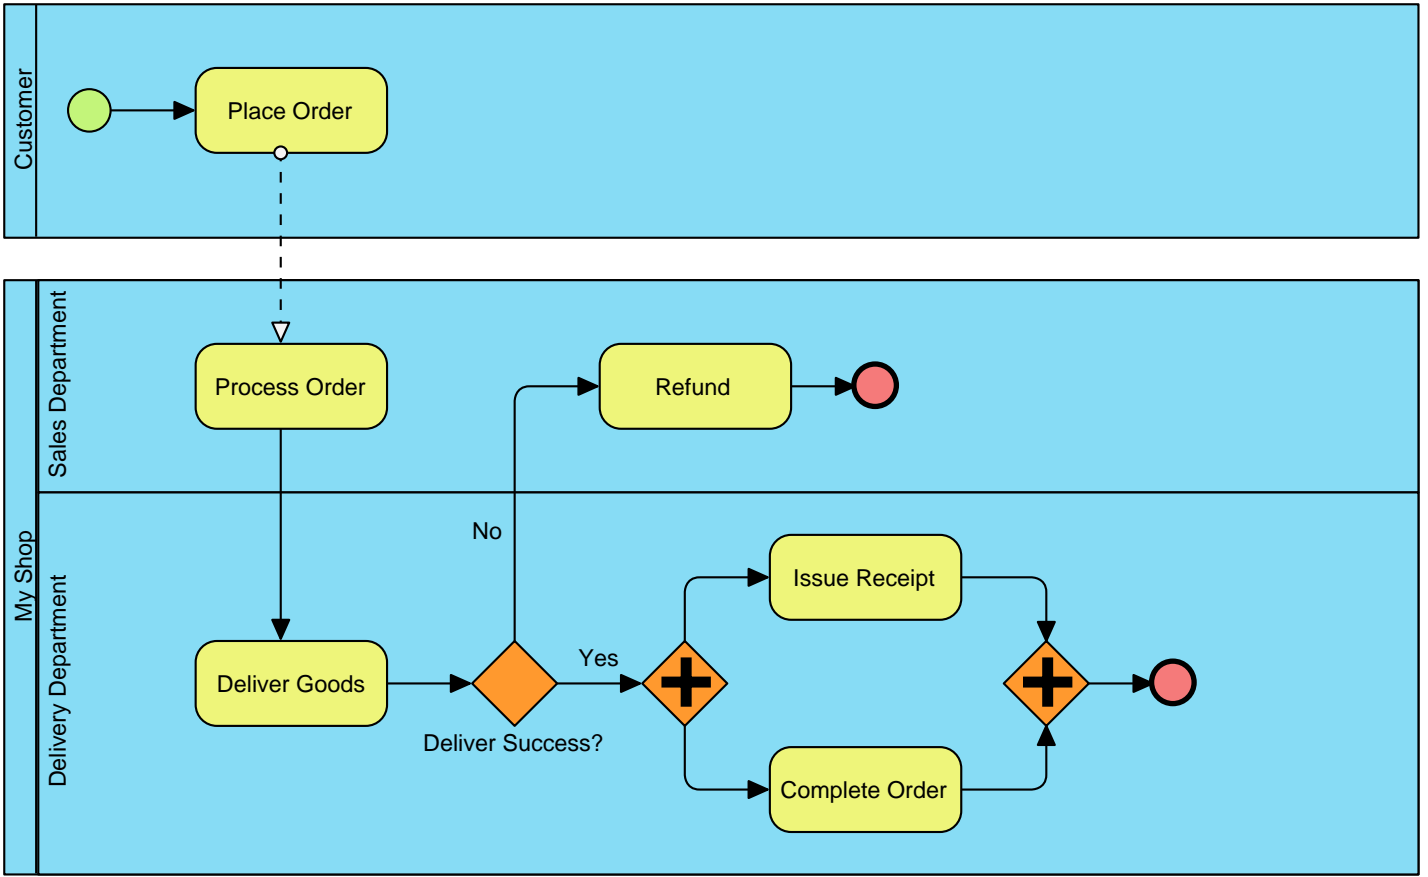 Customer
Place Order
My Shop
Sales Department
Process Order
Refund
No
Delivery Department
Deliver Goods
Deliver Success?
Yes
Issue Receipt
Complete Order